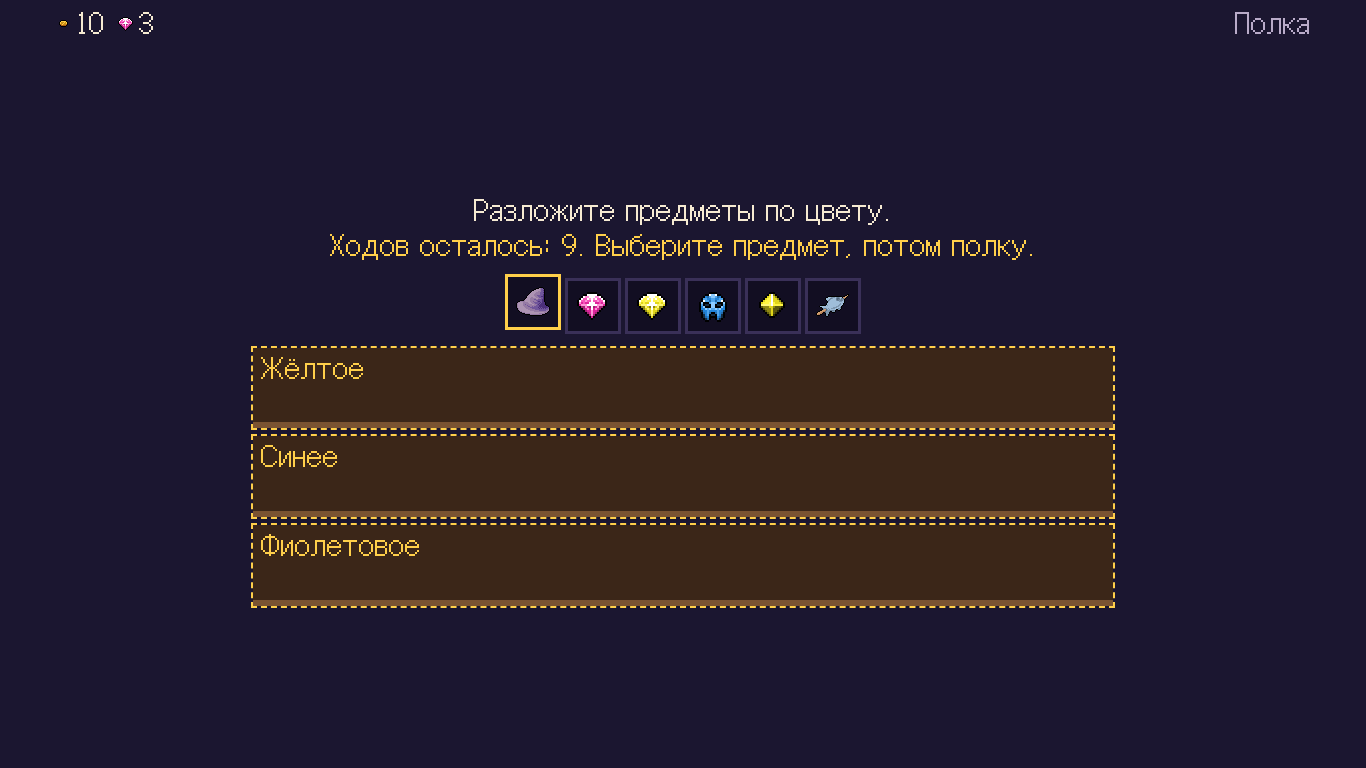 10 3
Полка
Разложите предметы по цвету.
Ходов осталось: 9. Выберите предмет, потом полку.
Жёлтое
Синее
Фиолетовое